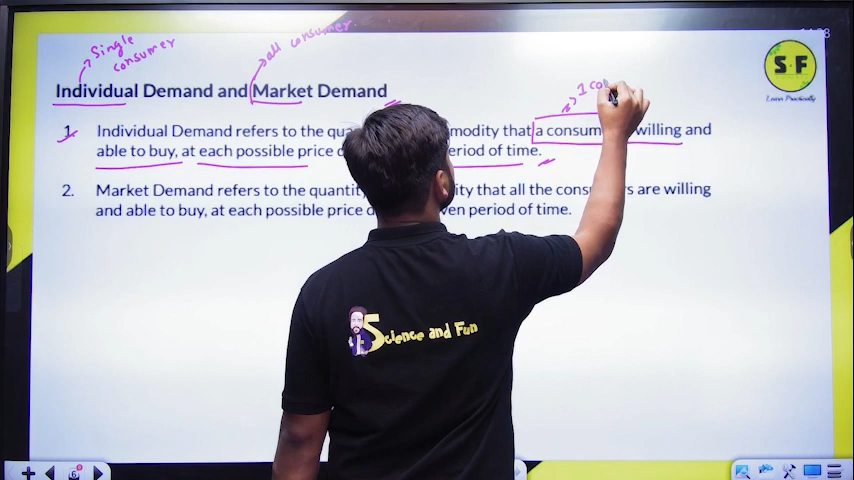 Single
consumer
all consumer
Individual Demand and Market Demand
1 co
S F
Learn Practically
1. Individual Demand refers to the qua modity that a consum willing and
able to buy, at each possible price eriod of time.
2. Market Demand refers to the quantity ity that all the cons s are willing
and able to buy, at each possible price d ven period of time.
Science and Fun
6